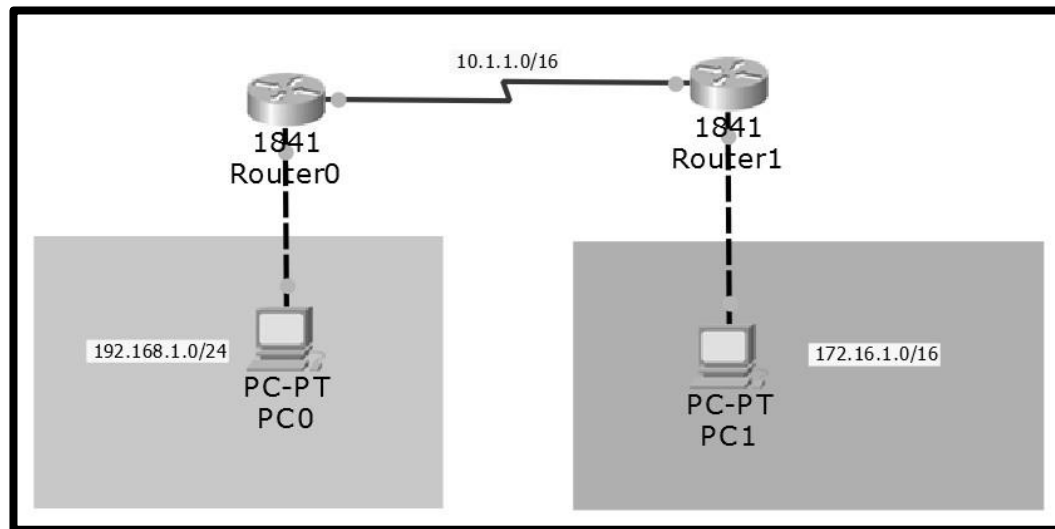 10.1.1.0/16
1841
Router0
1841
Router1
192.168.1.0/24
PC-PT
PC0
172.16.1.0/16
PC-PT
PC1